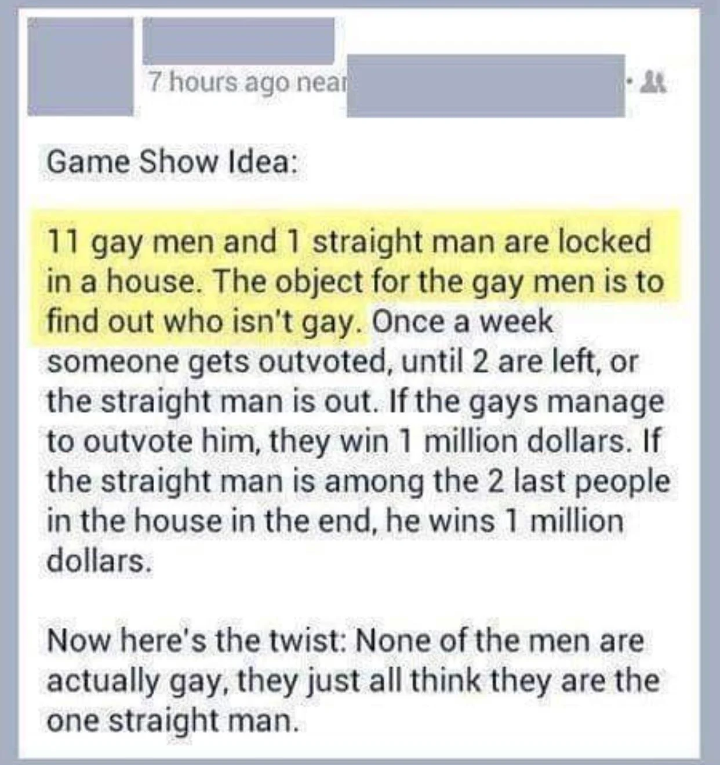 7 hours ago near
Game Show Idea:
11 gay men and 1 straight man are locked
in a house. The object for the gay men is to
find out who isn't gay. Once a week
someone gets outvoted, until 2 are left, or
the straight man is out. If the gays manage
to outvote him, they win 1 million dollars. If
the straight man is among the 2 last people
in the house in the end, he wins 1 million
dollars.
Now here's the twist: None of the men are
actually gay, they just all think they are the
one straight man.